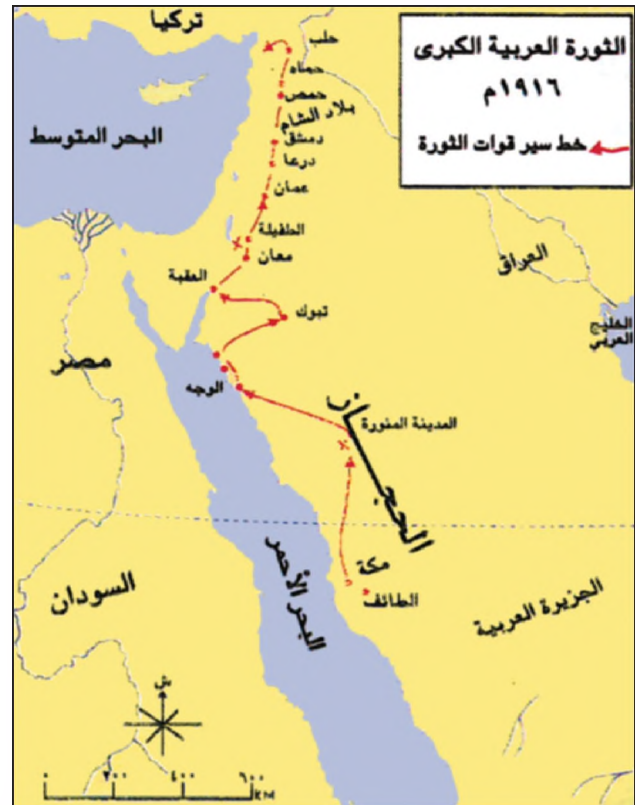 الثورة العربية الكبرى
١٩١٦م
خط سير قوات الثورة
تركيا
حلب
حماه
حمص
بلاد الشام
البحر المتوسط
دمشق
درعا
عمان
الطفيلة
معان
العقبة
العراق
تبوك
الخليج
العربي
مصر
الوجه
المدينة المنورة
الحجاز
مكة
الطائف
السودان
البحر الأحمر
الجزيرة العربية
ش
٠ ٢٠٠ ٤٠٠ ٦٠٠
KM